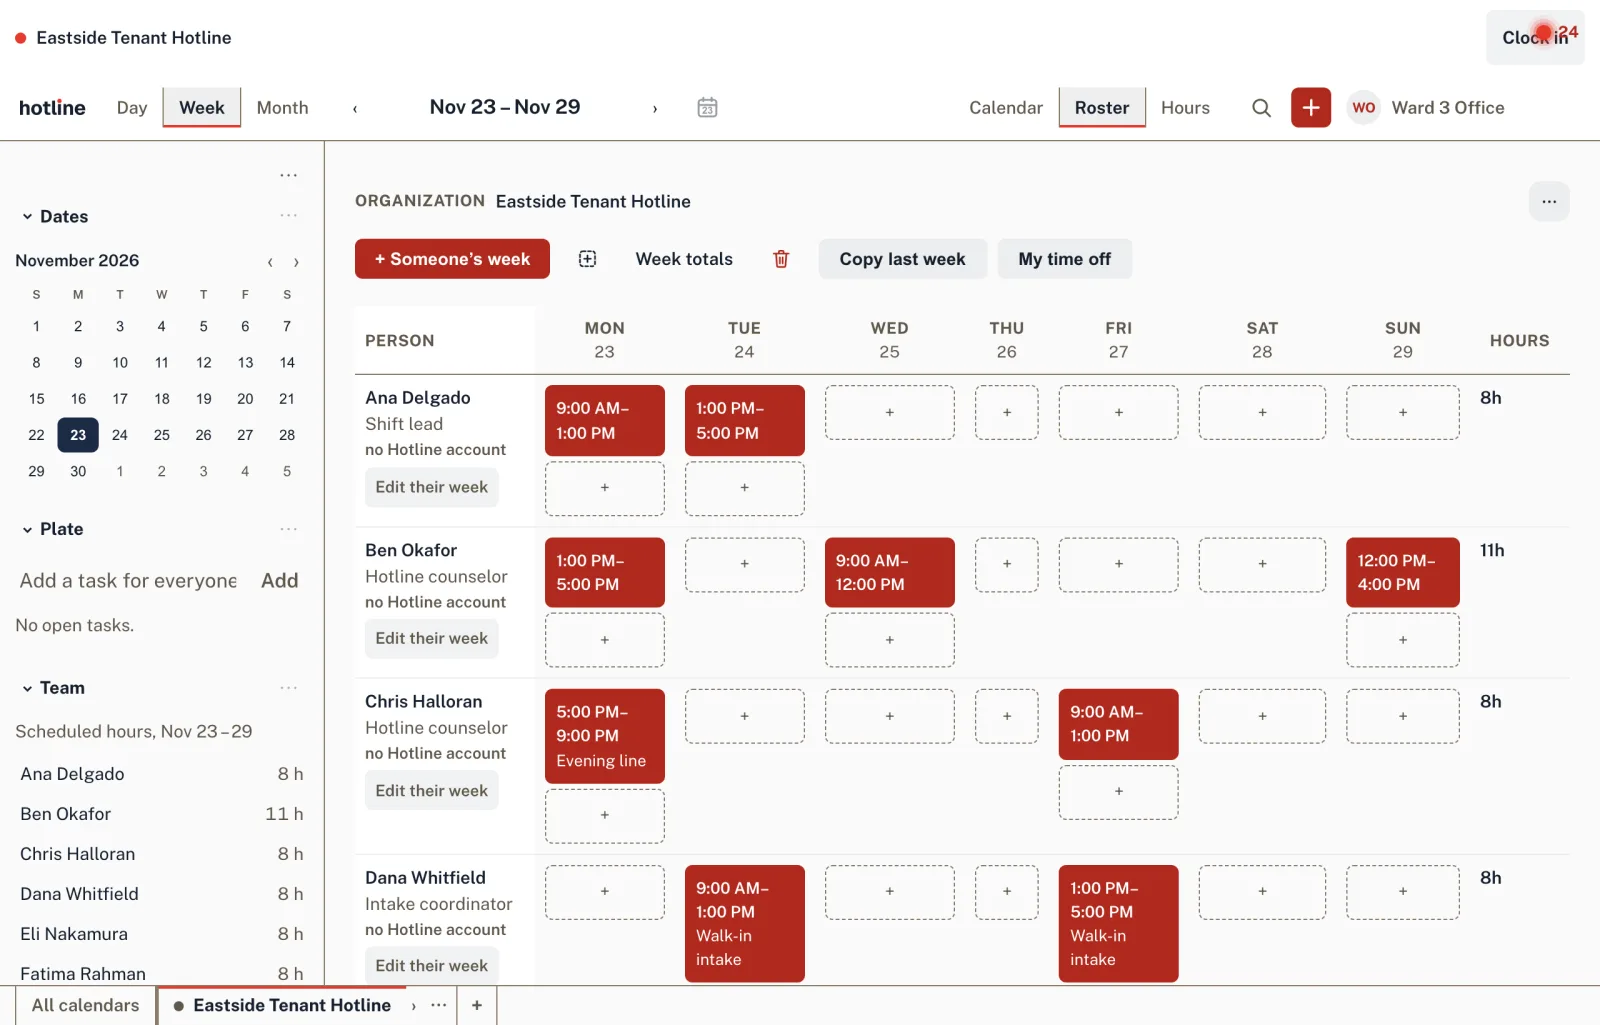 Eastside Tenant Hotline
Clock in
24
hotline
Day
Week
Month
‹
Nov 23 – Nov 29
›
23
Calendar
Roster
Hours
+
WO
Ward 3 Office
...
Dates
...
November 2026
‹ ›
S M T W T F S
1 2 3 4 5 6 7
8 9 10 11 12 13 14
15 16 17 18 19 20 21
22 23 24 25 26 27 28
29 30 1 2 3 4 5
Plate
...
Add a task for everyone
Add
No open tasks.
Team
...
Scheduled hours, Nov 23 – 29
Ana Delgado 8 h
Ben Okafor 11 h
Chris Halloran 8 h
Dana Whitfield 8 h
Eli Nakamura 8 h
Fatima Rahman 8 h
ORGANIZATION Eastside Tenant Hotline
...
+ Someone’s week
Week totals
Copy last week
My time off
PERSON
MON
23
TUE
24
WED
25
THU
26
FRI
27
SAT
28
SUN
29
HOURS
Ana Delgado
Shift lead
no Hotline account
Edit their week
9:00 AM–
1:00 PM
+
1:00 PM–
5:00 PM
+
+
+
+
+
+
8h
Ben Okafor
Hotline counselor
no Hotline account
Edit their week
1:00 PM–
5:00 PM
+
+
9:00 AM–
12:00 PM
+
+
+
+
12:00 PM–
4:00 PM
+
11h
Chris Halloran
Hotline counselor
no Hotline account
Edit their week
5:00 PM–
9:00 PM
Evening line
+
+
+
+
9:00 AM–
1:00 PM
+
+
+
8h
Dana Whitfield
Intake coordinator
no Hotline account
Edit their week
+
9:00 AM–
1:00 PM
Walk-in
intake
+
+
1:00 PM–
5:00 PM
Walk-in
intake
+
+
8h
All calendars
Eastside Tenant Hotline
›
...
+